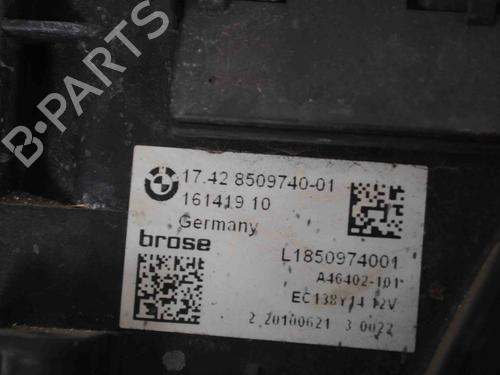 B-PARTS
17.42 8509740-01
161419 10
Germany
brose
L1850974001
A46402-101
EC138Y14 12V
2 20100621 3 0022